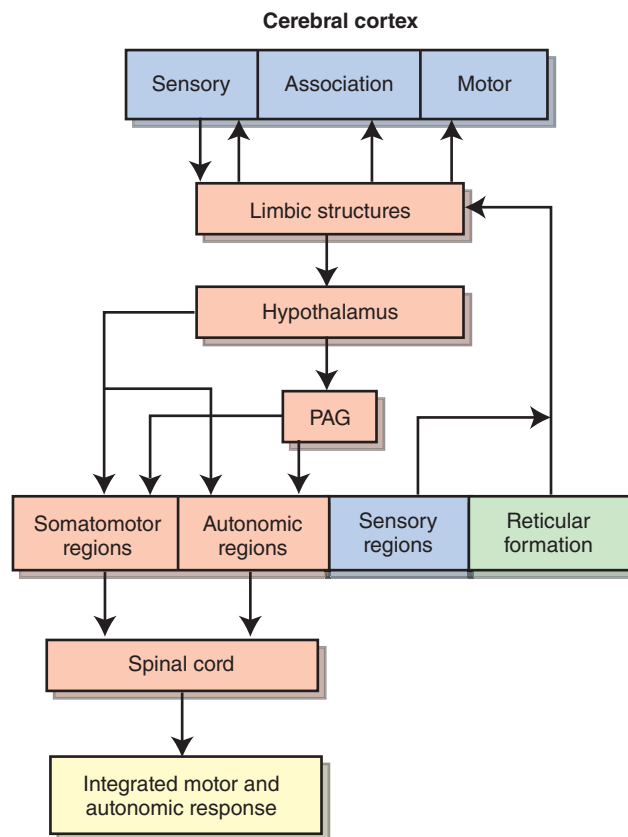 Cerebral cortex
Sensory
Association
Motor
Limbic structures
Hypothalamus
PAG
Somatomotor
regions
Autonomic
regions
Sensory
regions
Reticular
formation
Spinal cord
Integrated motor and
autonomic response